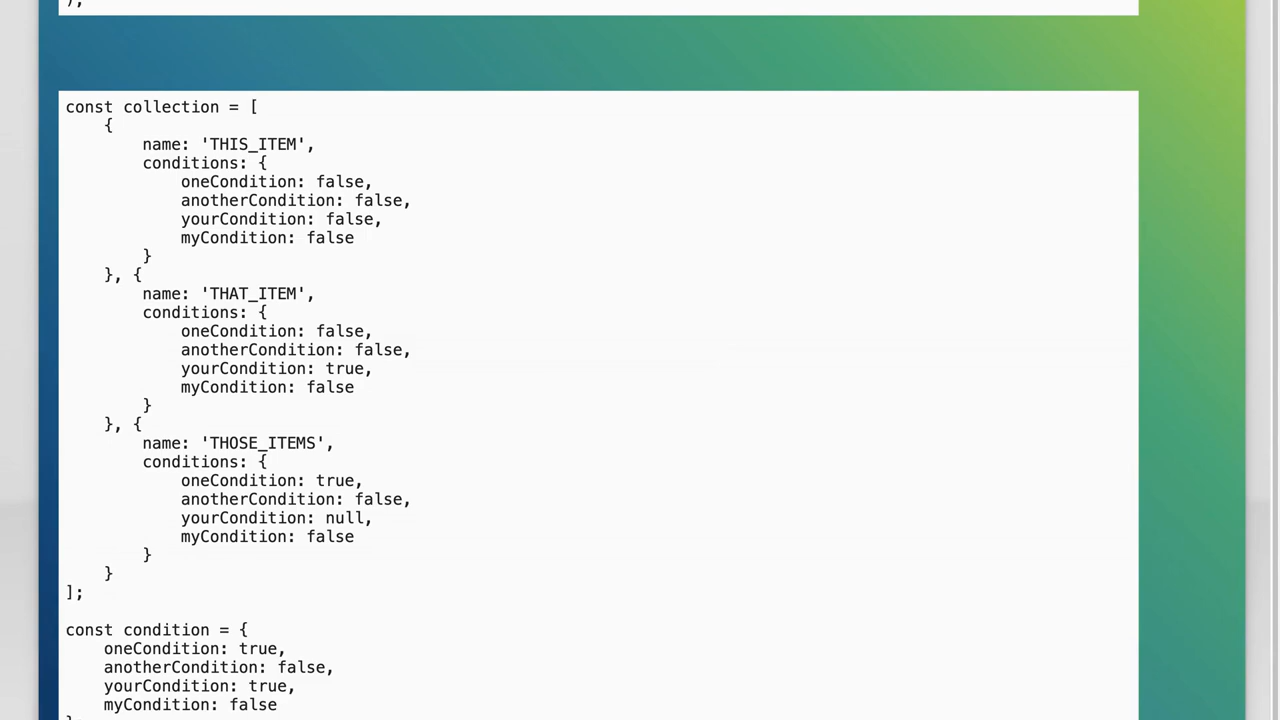 );
const collection = [
    {
        name: 'THIS_ITEM',
        conditions: {
            oneCondition: false,
            anotherCondition: false,
            yourCondition: false,
            myCondition: false
        }
    }, {
        name: 'THAT_ITEM',
        conditions: {
            oneCondition: false,
            anotherCondition: false,
            yourCondition: true,
            myCondition: false
        }
    }, {
        name: 'THOSE_ITEMS',
        conditions: {
            oneCondition: true,
            anotherCondition: false,
            yourCondition: null,
            myCondition: false
        }
    }
];
const condition = {
    oneCondition: true,
    anotherCondition: false,
    yourCondition: true,
    myCondition: false